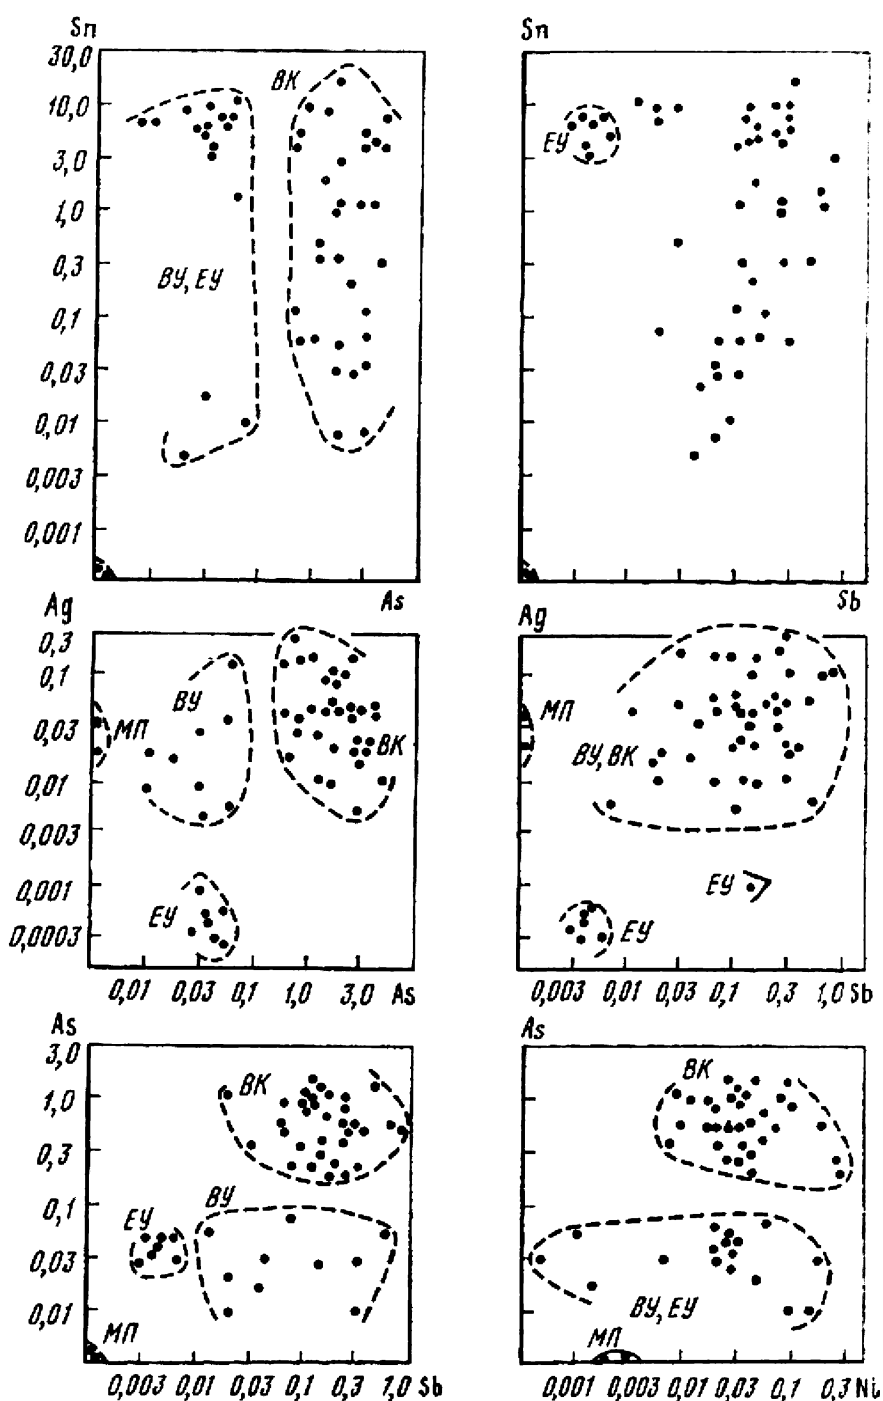 Sn
30,0
10,0
3,0
1,0
0,3
0,1
0,03
0,01
0,003
0,001
ВК
ВУ, ЕУ
As
Sn
ЕУ
Sb
Ag
0,3
0,1
0,03
0,01
0,003
0,001
0,0003
МП
ВУ
ВК
ЕУ
0,01 0,03 0,1 1,0 3,0 As
Ag
МП
ВУ, ВК
ЕУ
ЕУ
0,003 0,01 0,03 0,1 0,3 1,0 Sb
As
3,0
1,0
0,3
0,1
0,03
0,01
ВК
ВУ
ЕУ
МП
0,003 0,01 0,03 0,1 0,3 1,0 Sb
As
ВК
ВУ, ЕУ
МП
0,001 0,003 0,01 0,03 0,1 0,3 Ni